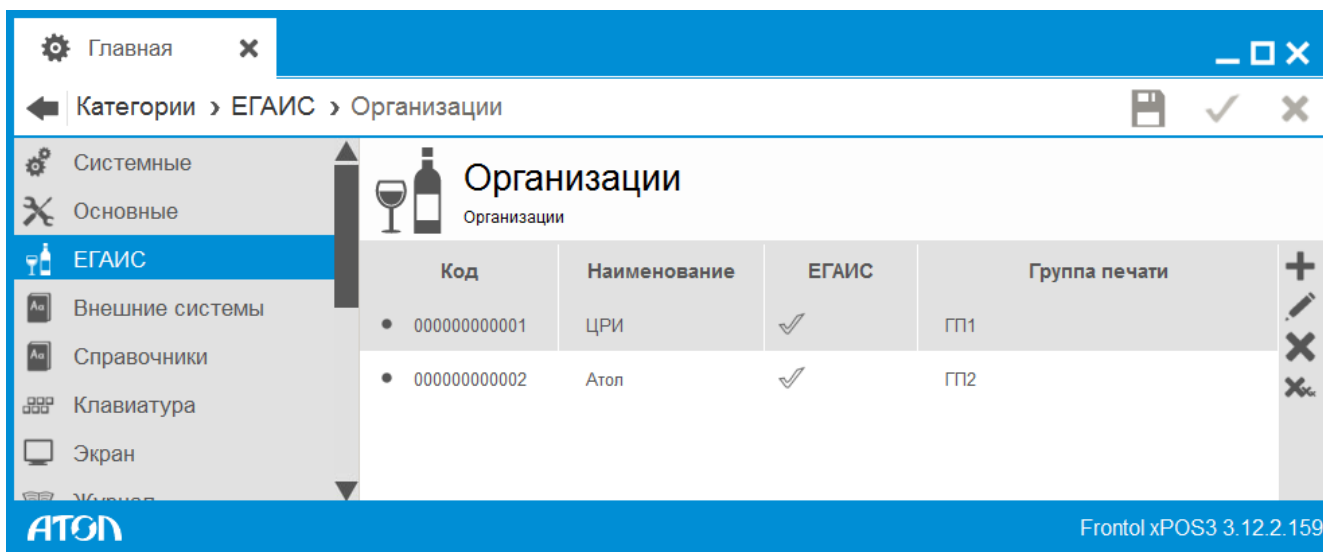 Главная
Категории › ЕГАИС › Организации
Системные
Основные
ЕГАИС
Внешние системы
Справочники
Клавиатура
Экран
Журнал
Организации
Организации
Код Наименование ЕГАИС Группа печати
000000000001 ЦРИ ГП1
000000000002 Атол ГП2
АТОЛ
Frontol xPOS3 3.12.2.159